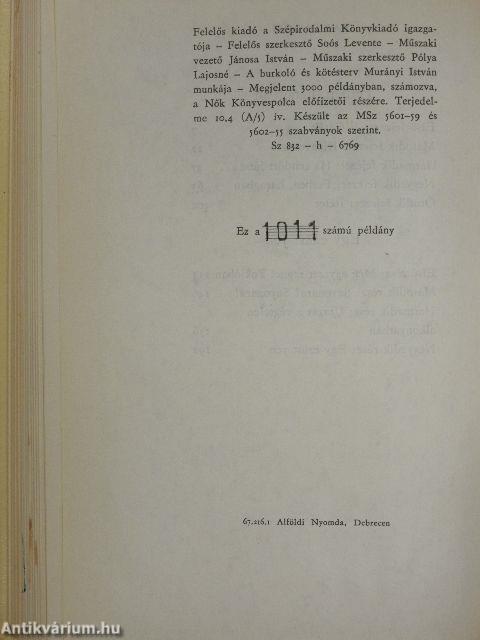 Felelős kiadó a Szépirodalmi Könyvkiadó igazga-
tója – Felelős szerkesztő Soós Levente – Műszaki
vezető Jánosa István – Műszaki szerkesztő Pólya
Lajosné – A burkoló és kötésterv Murányi István
munkája – Megjelent 3000 példányban, számozva,
a Nők Könyvespolca előfizetői részére. Terjedel-
me 10,4 (A/5) ív. Készült az MSz 5601–59 és
5602–55 szabványok szerint.
Sz 832 – h – 6769
Ez a 1011 számú példány
67.216.1 Alföldi Nyomda, Debrecen
Antikvárium.hu